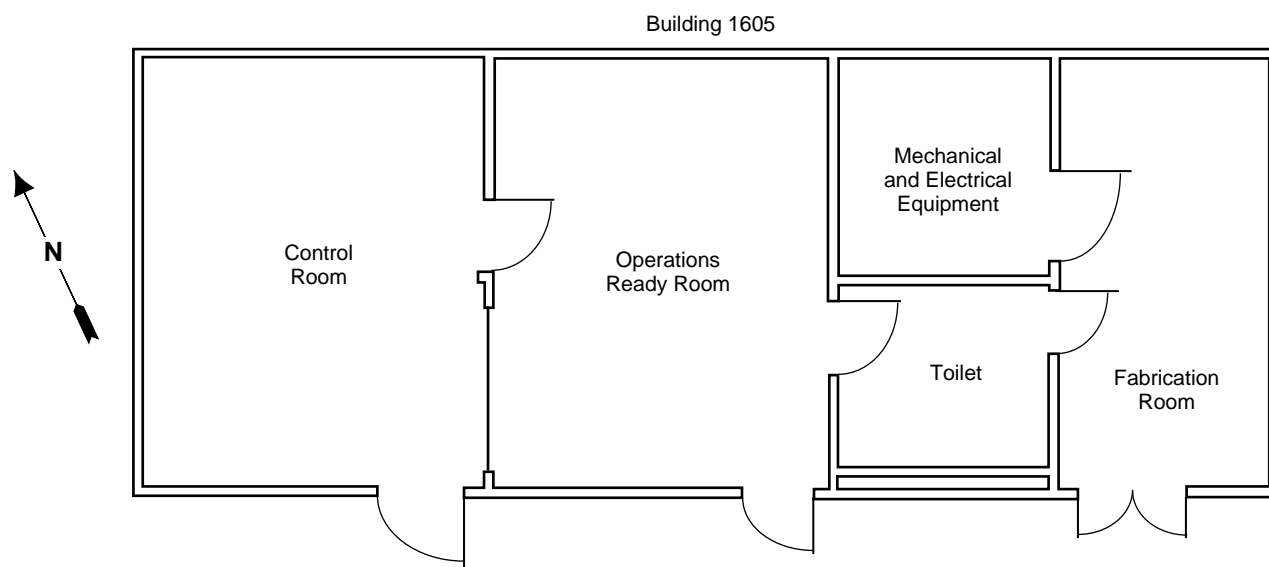 Building 1605
Mechanical
and Electrical
Equipment
Control
Room
Operations
Ready Room
N
Toilet
Fabrication
Room